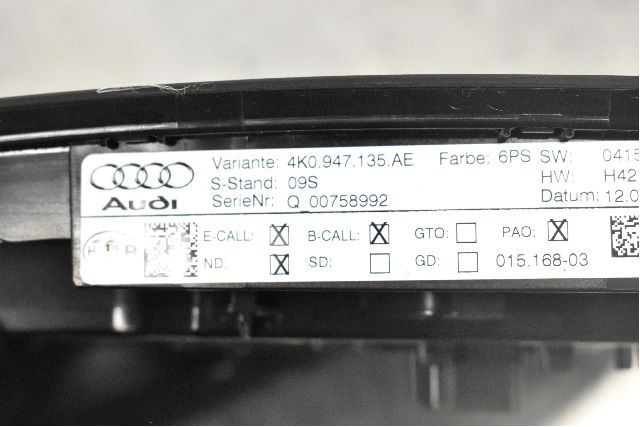 Variante: 4K0.947.135.AE Farbe: 6PS SW: 0415
S-Stand: 09S HW: H42
Audi SerieNr: Q 00758992 Datum: 12.0
E-CALL: X B-CALL: X GTO: PAO: X
ND: X SD: GD: 015.168-03